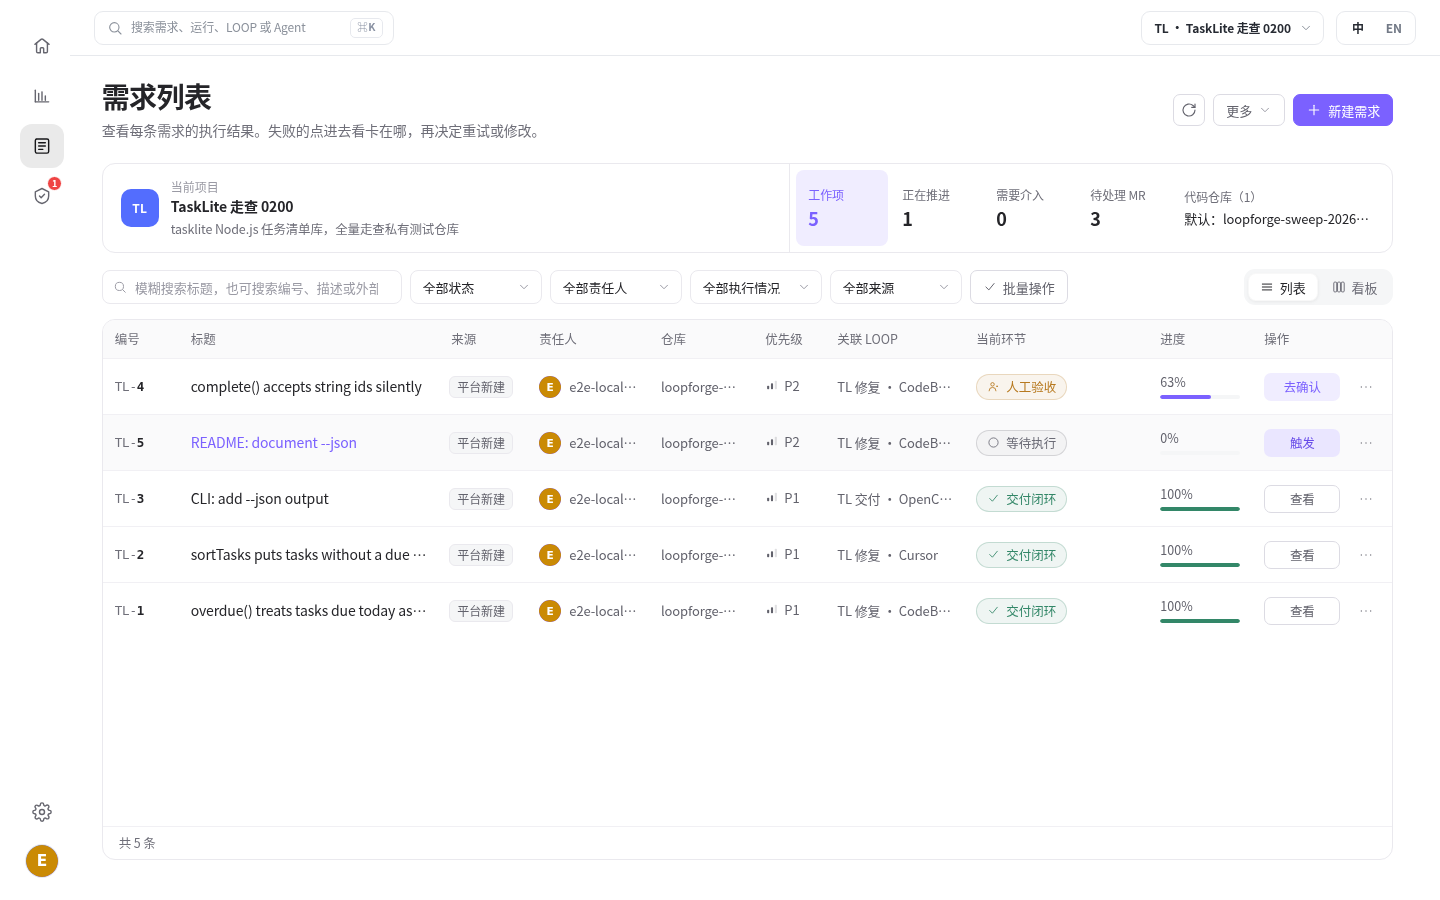 搜索需求、运行、LOOP 或 Agent
⌘K
TL · TaskLite 走查 0200
中
EN
1
需求列表
查看每条需求的执行结果。失败的点进去看卡在哪，再决定重试或修改。
更多
新建需求
TL
当前项目
TaskLite 走查 0200
tasklite Node.js 任务清单库，全量走查私有测试仓库
工作项
5
正在推进
1
需要介入
0
待处理 MR
3
代码仓库（1）
默认：loopforge-sweep-2026…
模糊搜索标题，也可搜索编号、描述或外部
全部状态
全部责任人
全部执行情况
全部来源
批量操作
列表
看板
编号 标题 来源 责任人 仓库 优先级 关联 LOOP 当前环节 进度 操作
TL-4 complete() accepts string ids silently 平台新建 E e2e-local… loopforge-… P2 TL 修复 · CodeB… 人工验收 63% 去确认 …
TL-5 README: document --json 平台新建 E e2e-local… loopforge-… P2 TL 修复 · CodeB… 等待执行 0% 触发 …
TL-3 CLI: add --json output 平台新建 E e2e-local… loopforge-… P1 TL 交付 · OpenC… 交付闭环 100% 查看 …
TL-2 sortTasks puts tasks without a due … 平台新建 E e2e-local… loopforge-… P1 TL 修复 · Cursor 交付闭环 100% 查看 …
TL-1 overdue() treats tasks due today as… 平台新建 E e2e-local… loopforge-… P1 TL 修复 · CodeB… 交付闭环 100% 查看 …
共 5 条
E